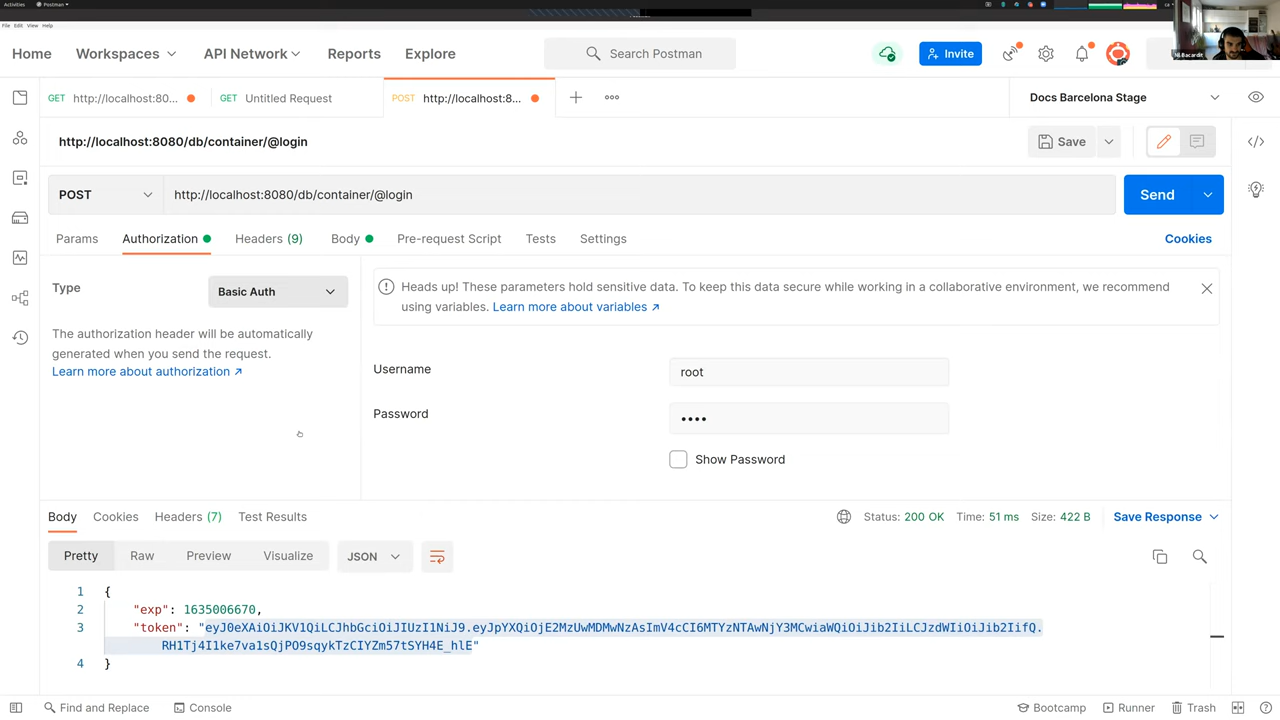 Activities Postman
File Edit View Help
Home Workspaces API Network Reports Explore Search Postman Invite
GET http://localhost:80... GET Untitled Request POST http://localhost:8... Docs Barcelona Stage
http://localhost:8080/db/container/@login Save
POST http://localhost:8080/db/container/@login Send
Params Authorization Headers (9) Body Pre-request Script Tests Settings Cookies
Type Basic Auth
The authorization header will be automatically
generated when you send the request.
Learn more about authorization ↗
Heads up! These parameters hold sensitive data. To keep this data secure while working in a collaborative environment, we recommend
using variables. Learn more about variables ↗
Username root
Password ••••
Show Password
Body Cookies Headers (7) Test Results Status: 200 OK Time: 51 ms Size: 422 B Save Response
Pretty Raw Preview Visualize JSON
1 {
2 "exp": 1635006670,
3 "token": "eyJ0eXAiOiJKV1QiLCJhbGciOiJIUzI1NiJ9.eyJpYXQiOjE2MzUwMDMwNzAsImV4cCI6MTYzNTAwNjY3MCwiaWQiOiJib2IiLCJzdWIiOiJib2IifQ.
RH1Tj4I1ke7va1sQjPO9sqykTzCIYZm57tSYH4E_hlE"
4 }
Find and Replace Console Bootcamp Runner Trash